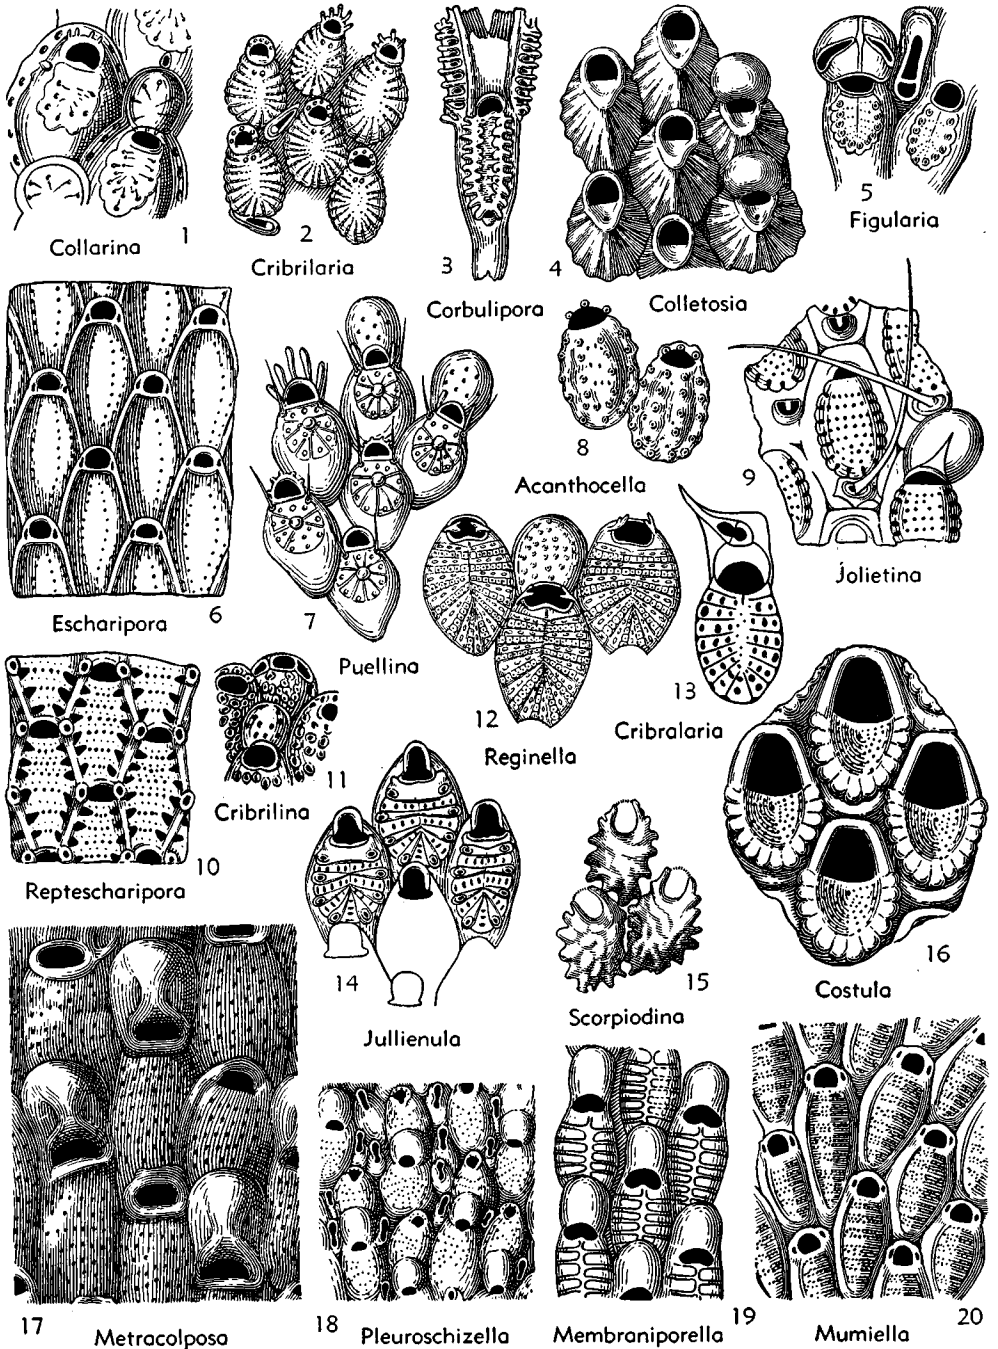 1
Collarina
2
Cribrilaria
3
Corbulipora
4
Colletosia
5
Figularia
6
Escharipora
7
Puellina
8
Acanthocella
9
Jolietina
10
Reptescharipora
11
Cribrilina
12
Reginella
13
Cribralaria
14
Jullienula
15
Scorpiodina
16
Costula
17
Metracolposa
18
Pleuroschizella
19
Membraniporella
20
Mumiella